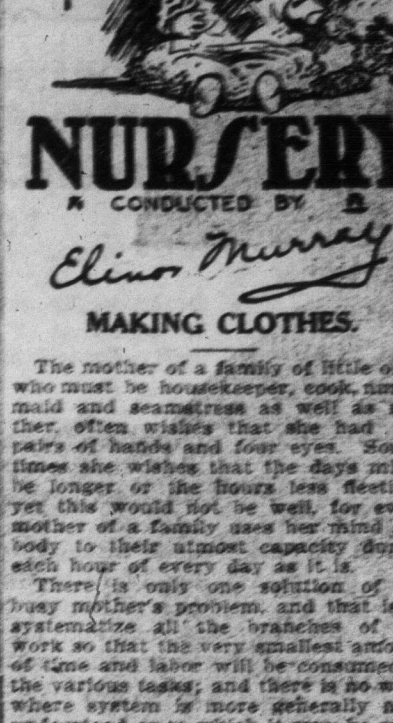 NURSERY
CONDUCTED BY
Elinor Murray
MAKING CLOTHES.
The mother of a family of little
who must be housekeeper, cook,
maid and seamstress as well as
ther, often wishes that she had
pairs of hands and four eyes.
times she wishes that the days
be longer or the hours less
yet this would not be well, for
mother of a family uses her mind
body to their utmost capacity
each hour of every day as it is.
There is only one solution of
busy mother's problem, and that
systematize all the branches of
work so that the very smallest
of time and labor will be consumed
the various tasks; and there is no
where system is more generally